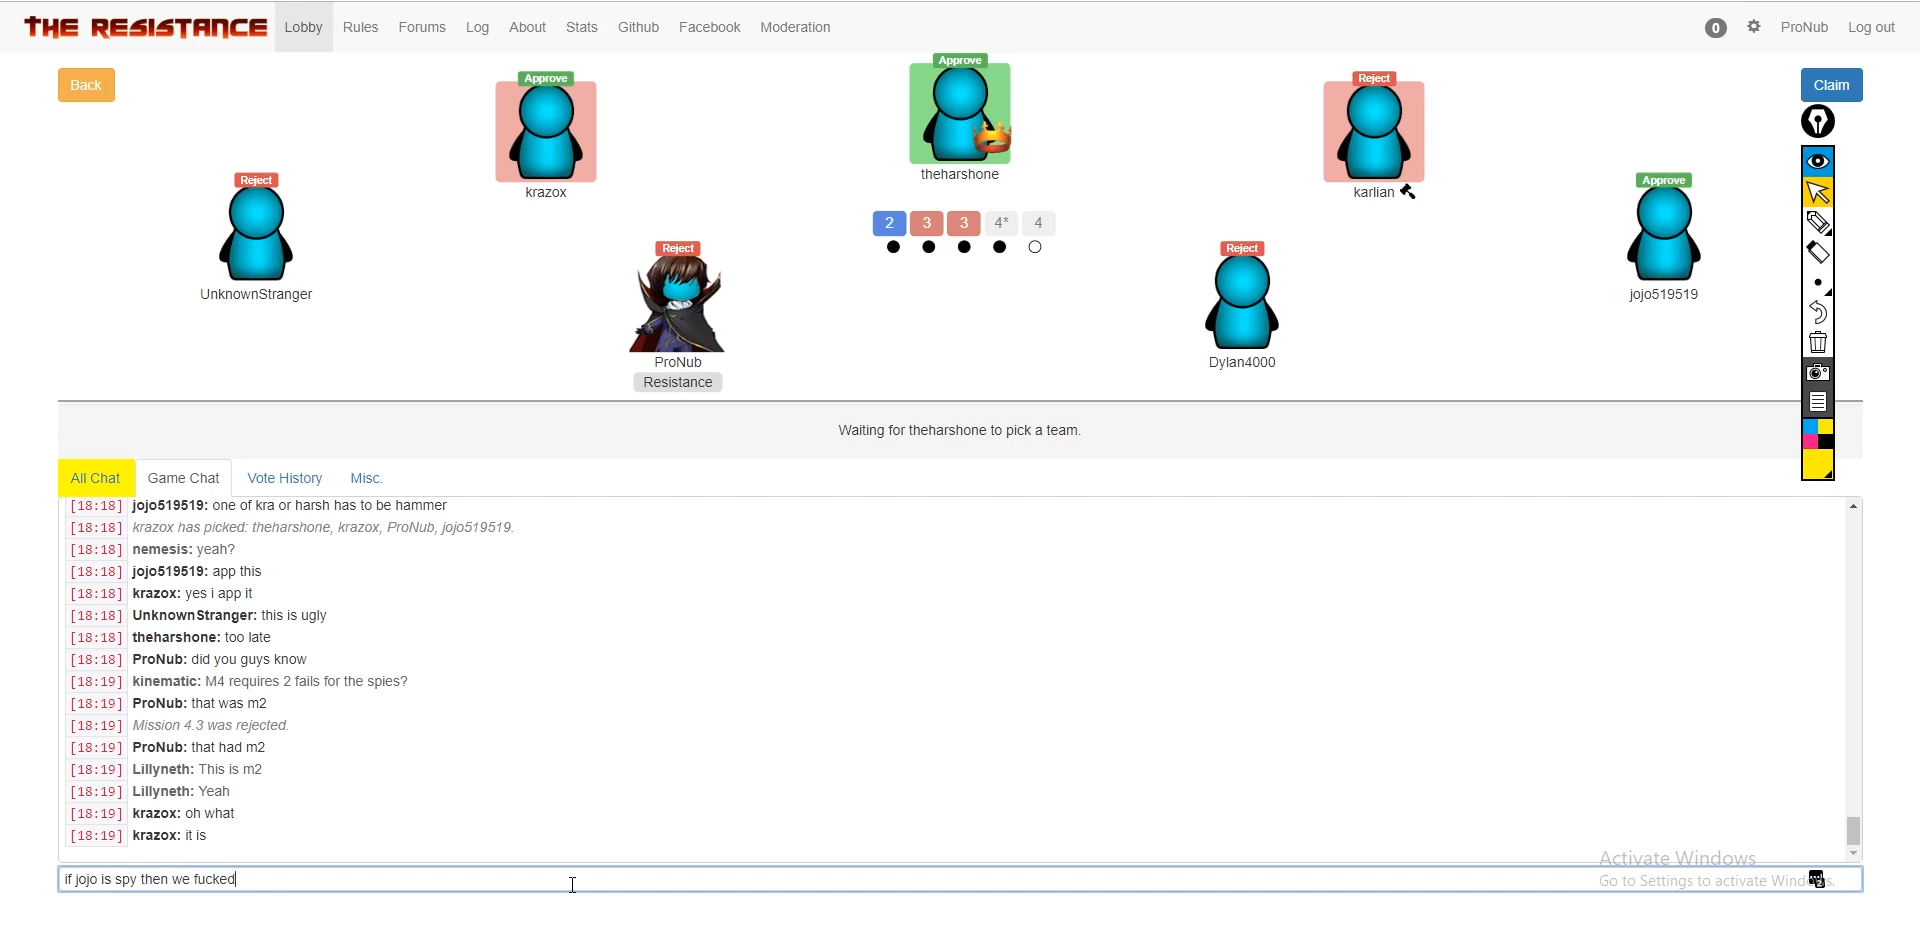 THE RESISTANCE Lobby Rules Forums Log About Stats Github Facebook Moderation 0 ProNub Log out
Back
Claim
Approve
krazox
Approve
theharshone
Reject
karlian
Reject
UnknownStranger
Approve
jojo519519
2 3 3 4* 4
Reject
ProNub
Resistance
Reject
Dylan4000
Waiting for theharshone to pick a team.
All Chat Game Chat Vote History Misc.
[18:18] jojo519519: one of kra or harsh has to be hammer
[18:18] krazox has picked: theharshone, krazox, ProNub, jojo519519.
[18:18] nemesis: yeah?
[18:18] jojo519519: app this
[18:18] krazox: yes i app it
[18:18] UnknownStranger: this is ugly
[18:18] theharshone: too late
[18:18] ProNub: did you guys know
[18:19] kinematic: M4 requires 2 fails for the spies?
[18:19] ProNub: that was m2
[18:19] Mission 4.3 was rejected.
[18:19] ProNub: that had m2
[18:19] Lillyneth: This is m2
[18:19] Lillyneth: Yeah
[18:19] krazox: oh what
[18:19] krazox: it is
if jojo is spy then we fucked
Activate Windows
Go to Settings to activate Windows.